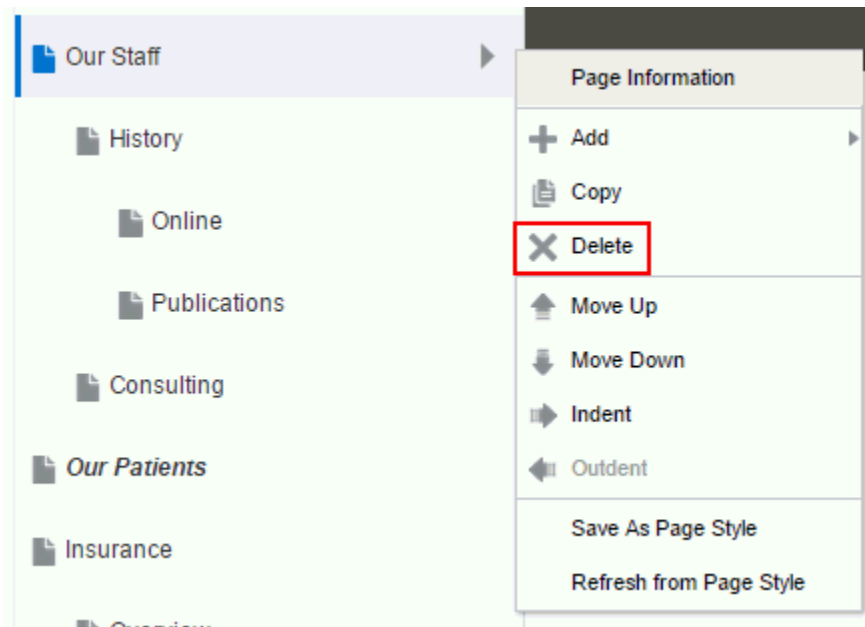 Our Staff
History
Online
Publications
Consulting
Our Patients
Insurance
Overview
Page Information
Add
Copy
Delete
Move Up
Move Down
Indent
Outdent
Save As Page Style
Refresh from Page Style